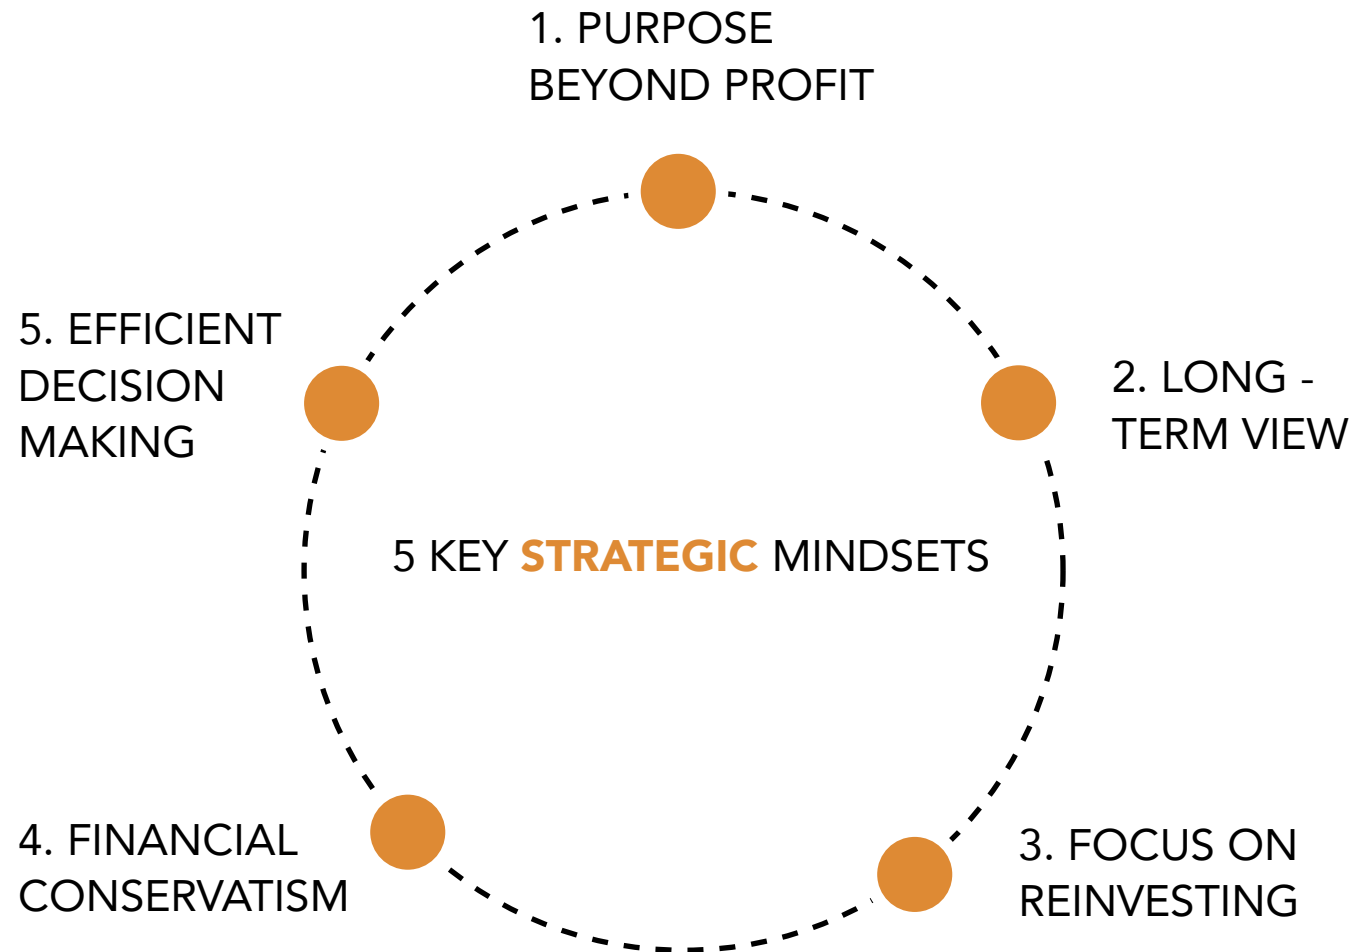 1. PURPOSE
BEYOND PROFIT
5. EFFICIENT
DECISION
MAKING
2. LONG -
TERM VIEW
5 KEY STRATEGIC MINDSETS
4. FINANCIAL
CONSERVATISM
3. FOCUS ON
REINVESTING